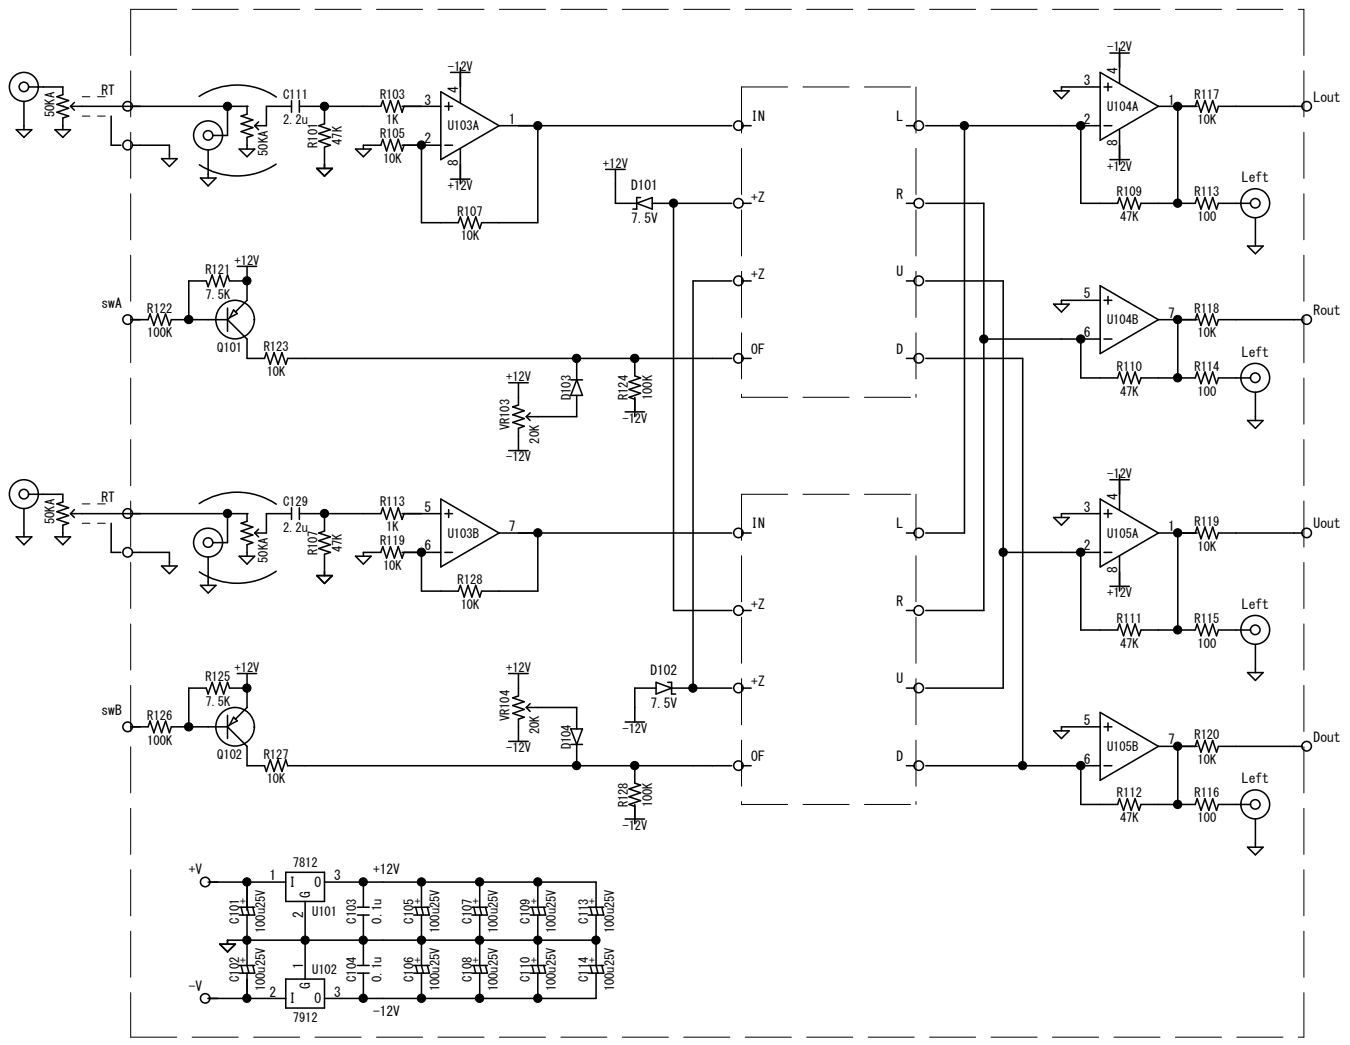 RT
50KA
50KA
C111
2.2u
R101
47K
R103
1K
R105
10K
-12V
4
3
2
1
U103A
8
+12V
R107
10K
+12V
D101
7.5V
IN
+Z
+Z
OF
L
R
U
D
-12V
4
3
2
1
U104A
8
+12V
R117
10K
Lout
R109
47K
R113
100
Left
swA
R122
100K
R121
7.5K
+12V
Q101
R123
10K
+12V
VR103
20K
-12V
D103
R124
100K
-12V
5
6
7
U104B
R118
10K
Rout
R110
47K
R114
100
Left
RT
50KA
50KA
C129
2.2u
R107
47K
R113
1K
R119
10K
5
6
7
U103B
R128
10K
IN
+Z
+Z
OF
L
R
U
D
-12V
4
3
2
1
U105A
8
+12V
R119
10K
Uout
R111
47K
R115
100
Left
swB
R126
100K
R125
7.5K
+12V
Q102
R127
10K
+12V
VR104
20K
-12V
D104
D102
7.5V
-12V
R128
100K
-12V
5
6
7
U105B
R120
10K
Dout
R112
47K
R116
100
Left
+V
1
7812
I O
G
3
2
U101
+12V
C101
100u25V
C103
0.1u
C105
100u25V
C107
100u25V
C109
100u25V
C113
100u25V
C102
100u25V
C104
0.1u
C106
100u25V
C108
100u25V
C110
100u25V
C114
100u25V
-V
2
1
U102
G
I O
3
7912
-12V